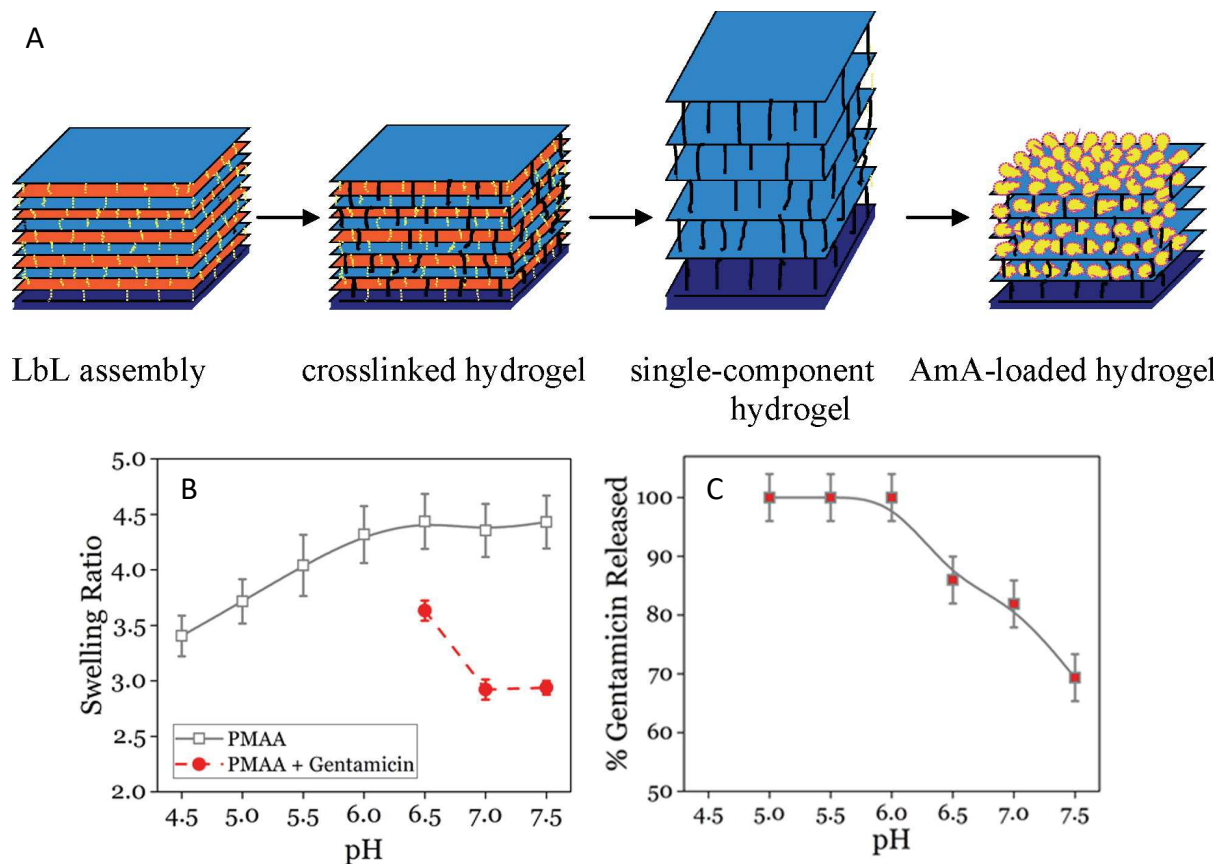 A
LbL assembly
crosslinked hydrogel
single-component
hydrogel
AmA-loaded hydrogel
B
5.0
4.5
4.0
3.5
3.0
2.5
2.0
Swelling Ratio
PMAA
PMAA + Gentamicin
4.5 5.0 5.5 6.0 6.5 7.0 7.5
pH
C
100
90
80
70
60
50
% Gentamicin Released
4.5 5.0 5.5 6.0 6.5 7.0 7.5
pH